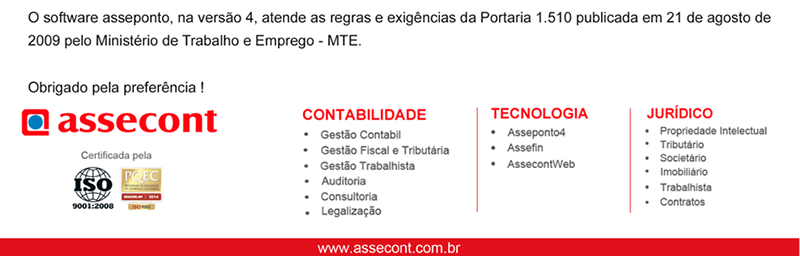 O software asseponto, na versão 4, atende as regras e exigências da Portaria 1.510 publicada em 21 de agosto de
2009 pelo Ministério de Trabalho e Emprego - MTE.
Obrigado pela preferência !
assecont
Certificada pela
ISO
9001:2008
PQEC
ISO 9001
CONTABILIDADE
• Gestão Contabil
• Gestão Fiscal e Tributária
• Gestão Trabalhista
• Auditoria
• Consultoria
• Legalização
TECNOLOGIA
• Asseponto4
• Assefin
• AssecontWeb
JURÍDICO
• Propriedade Intelectual
• Tributário
• Societário
• Imobiliário
• Trabalhista
• Contratos
www.assecont.com.br